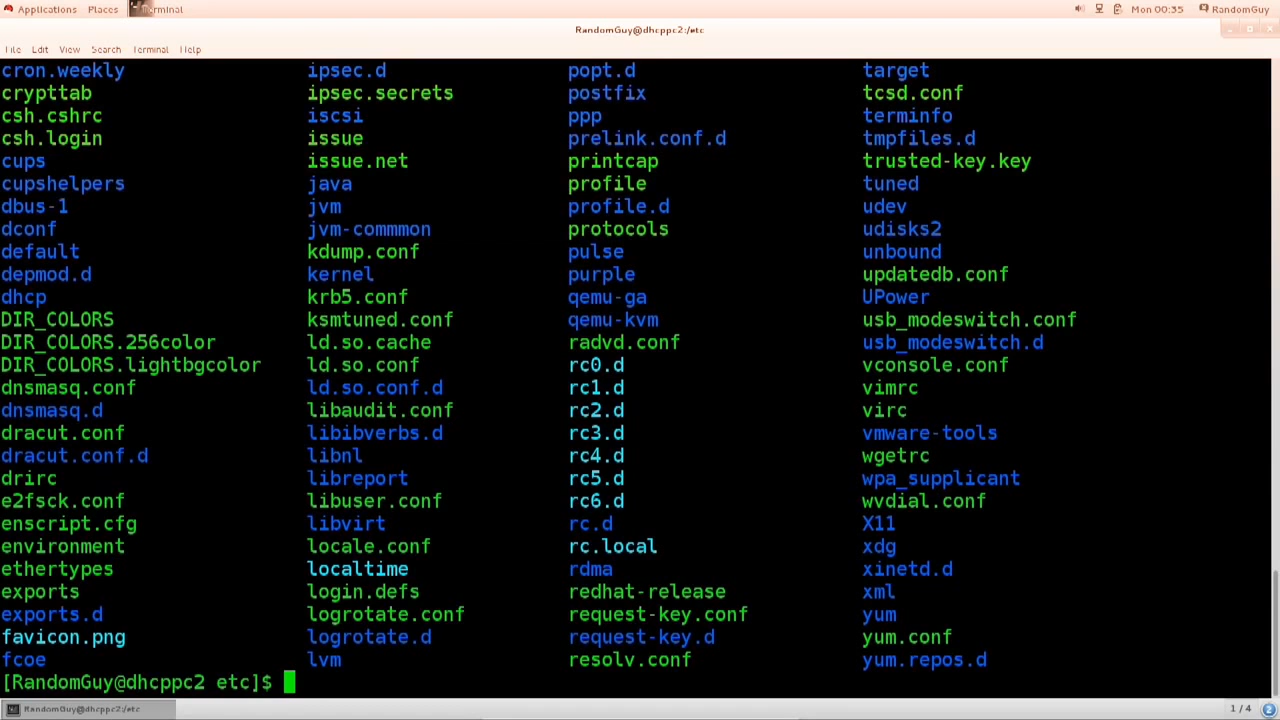 Applications Places Terminal Mon 00:35 RandomGuy
RandomGuy@dhcppc2:/etc
File Edit View Search Terminal Help
cron.weekly ipsec.d popt.d target
crypttab ipsec.secrets postfix tcsd.conf
csh.cshrc iscsi ppp terminfo
csh.login issue prelink.conf.d tmpfiles.d
cups issue.net printcap trusted-key.key
cupshelpers java profile tuned
dbus-1 jvm profile.d udev
dconf jvm-commmon protocols udisks2
default kdump.conf pulse unbound
depmod.d kernel purple updatedb.conf
dhcp krb5.conf qemu-ga UPower
DIR_COLORS ksmtuned.conf qemu-kvm usb_modeswitch.conf
DIR_COLORS.256color ld.so.cache radvd.conf usb_modeswitch.d
DIR_COLORS.lightbgcolor ld.so.conf rc0.d vconsole.conf
dnsmasq.conf ld.so.conf.d rc1.d vimrc
dnsmasq.d libaudit.conf rc2.d virc
dracut.conf libibverbs.d rc3.d vmware-tools
dracut.conf.d libnl rc4.d wgetrc
drirc libreport rc5.d wpa_supplicant
e2fsck.conf libuser.conf rc6.d wvdial.conf
enscript.cfg libvirt rc.d X11
environment locale.conf rc.local xdg
ethertypes localtime rdma xinetd.d
exports login.defs redhat-release xml
exports.d logrotate.conf request-key.conf yum
favicon.png logrotate.d request-key.d yum.conf
fcoe lvm resolv.conf yum.repos.d
[RandomGuy@dhcppc2 etc]$
RandomGuy@dhcppc2:/etc 1 / 4 2